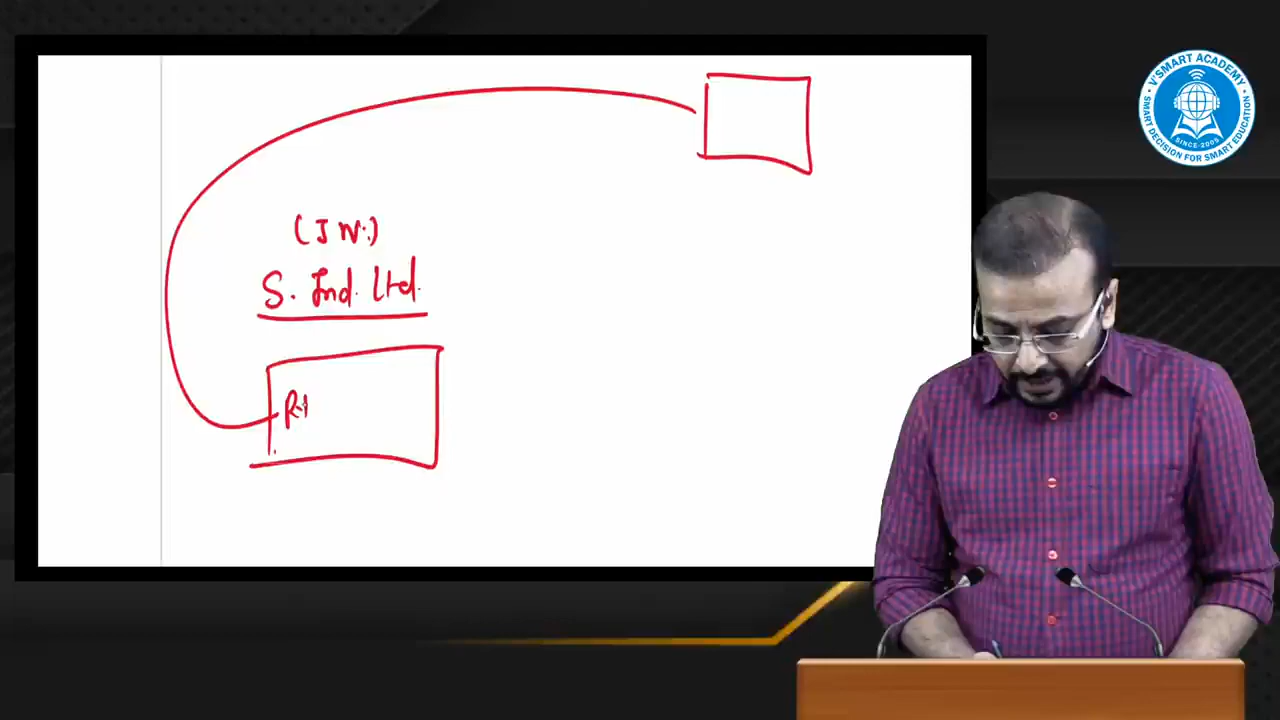 V'SMART ACADEMY
SMART DECISION FOR SMART EDUCATION
SINCE-2005
(J W.)
S. Ind. Ltd.